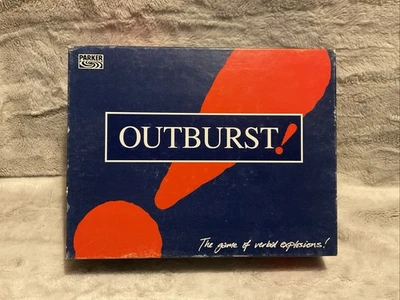 PARKER
OUTBURST!
The game of verbal explosions!